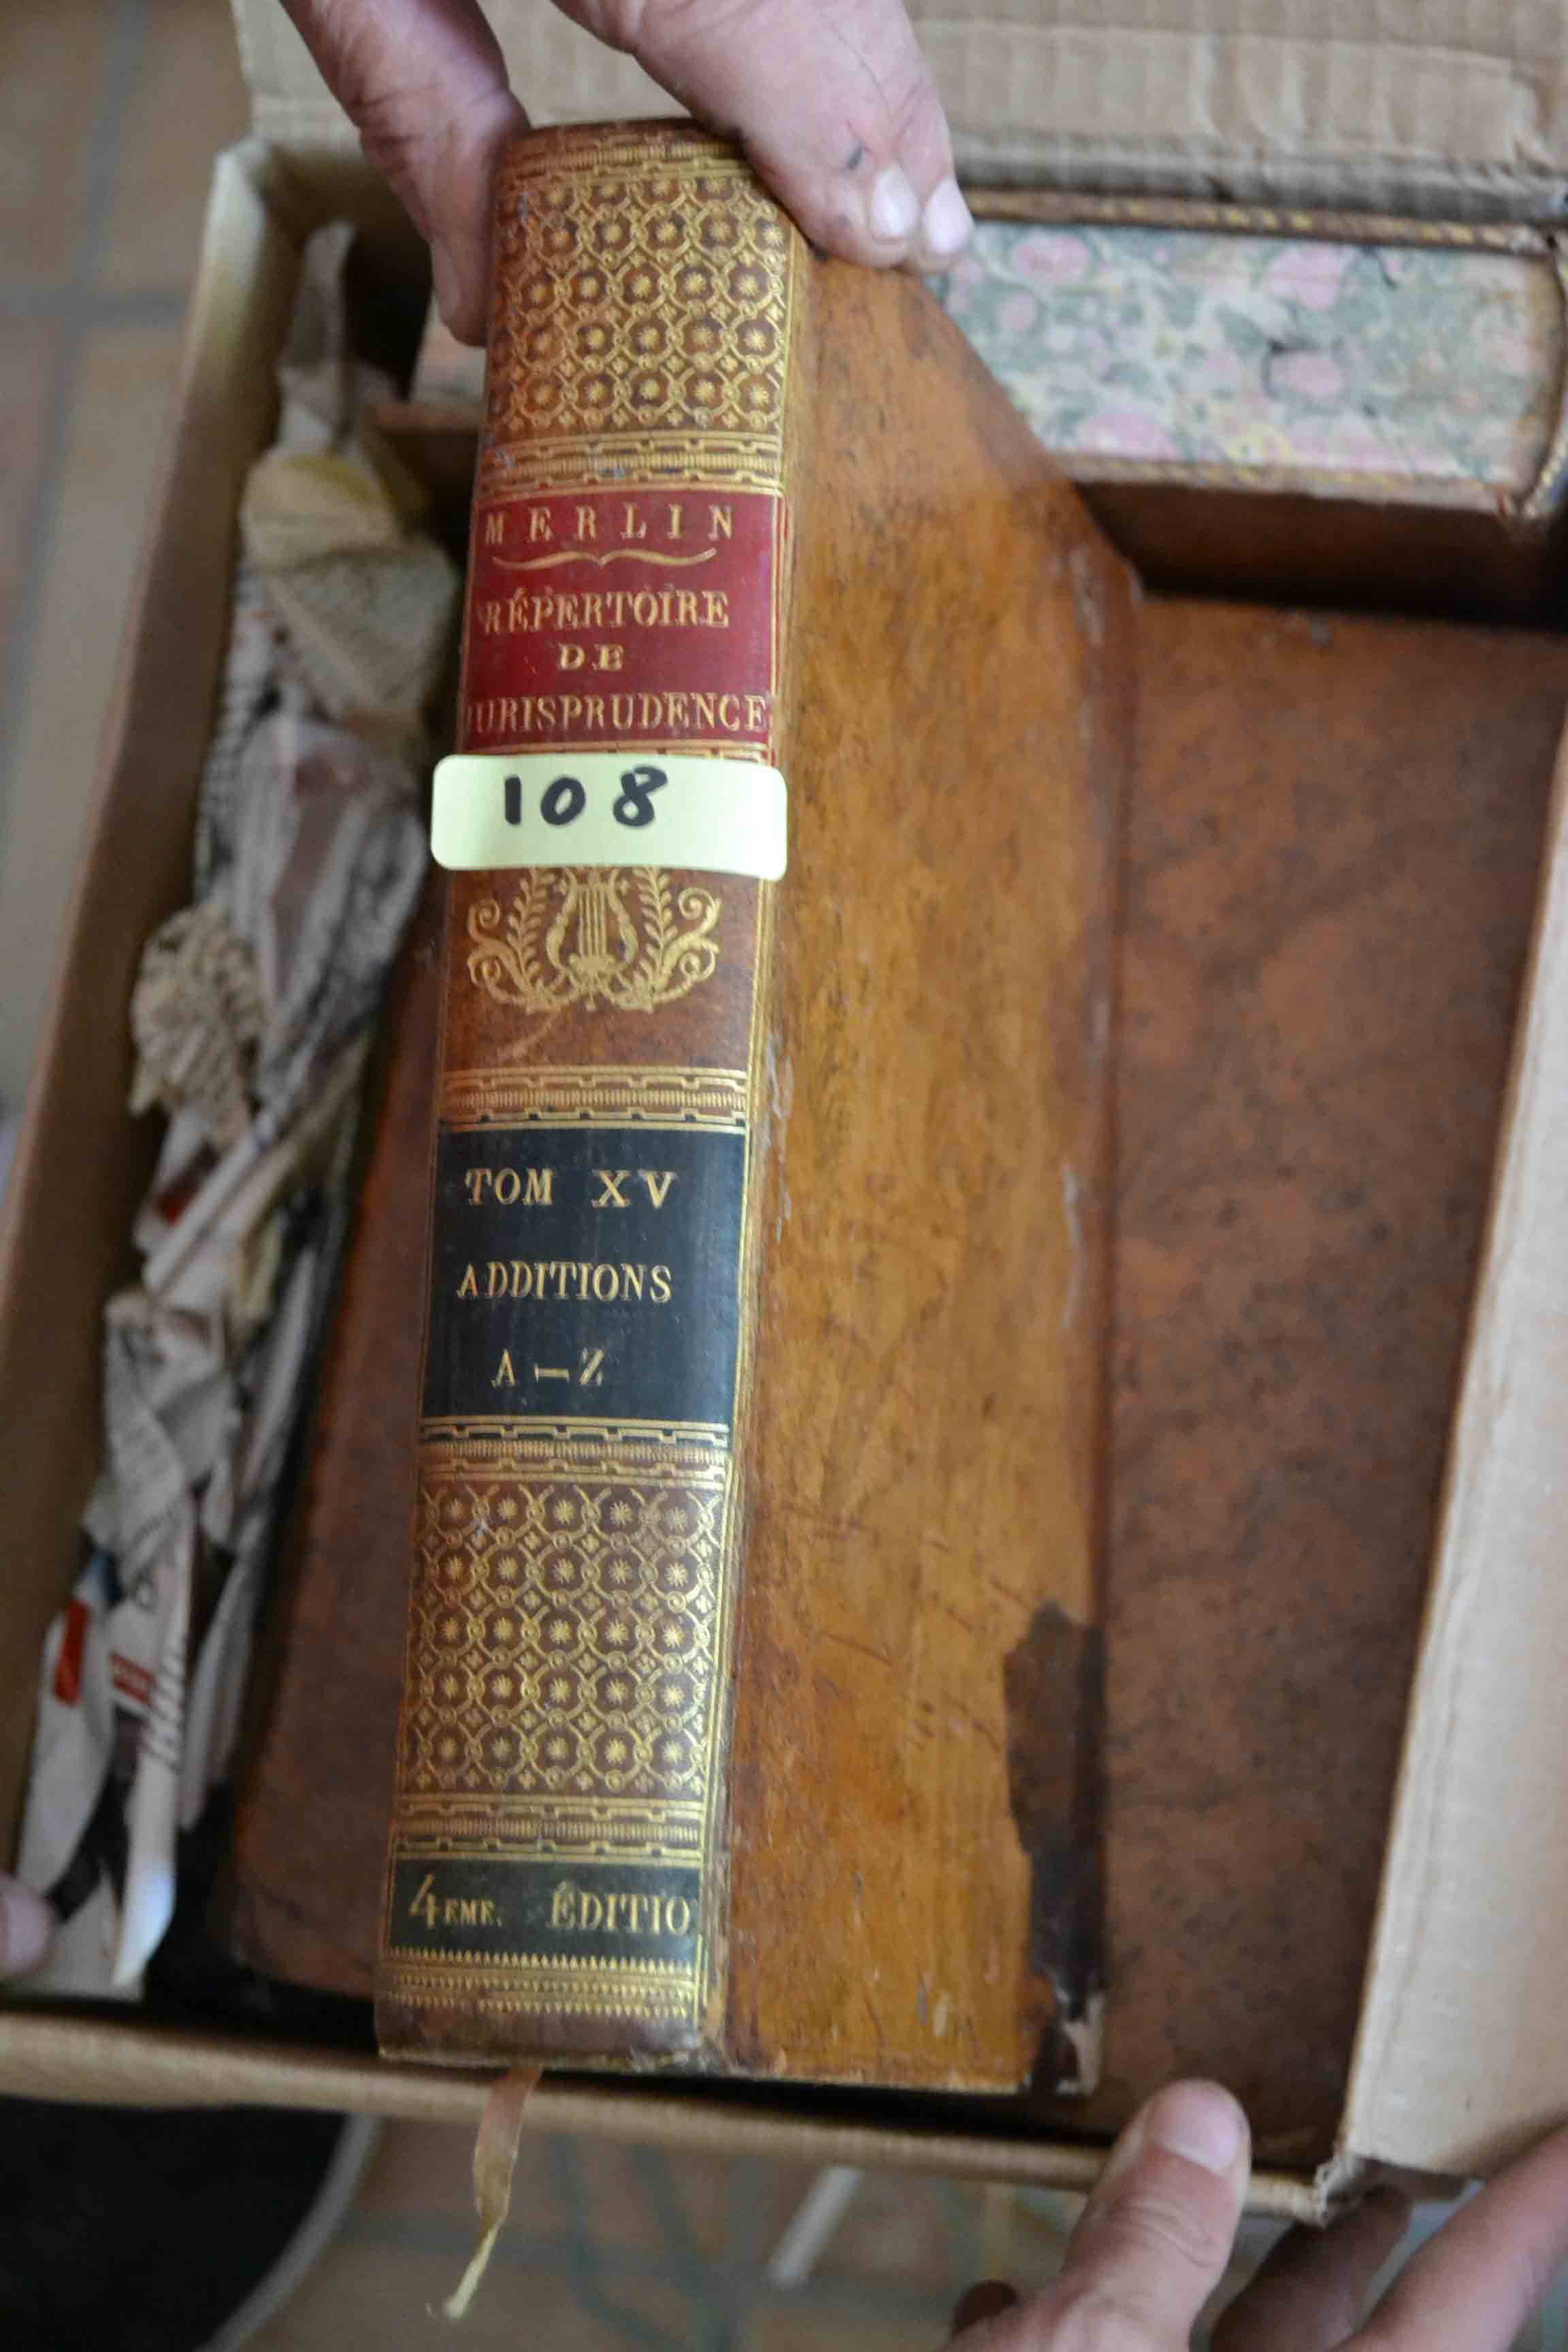 MERLIN
RÉPERTOIRE
DE
JURISPRUDENCE
108
TOM XV
ADDITIONS
A-Z
4EME. ÉDITIO